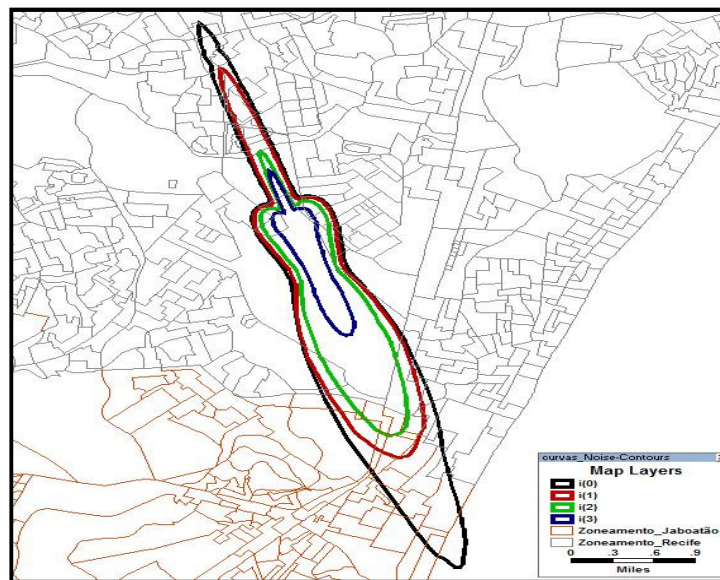 curvas_Noise-Contours
Map Layers
i(0)
i(1)
i(2)
i(3)
Zoneamento_Jaboatão
Zoneamento_Recife
0 .3 .6 .9
Miles